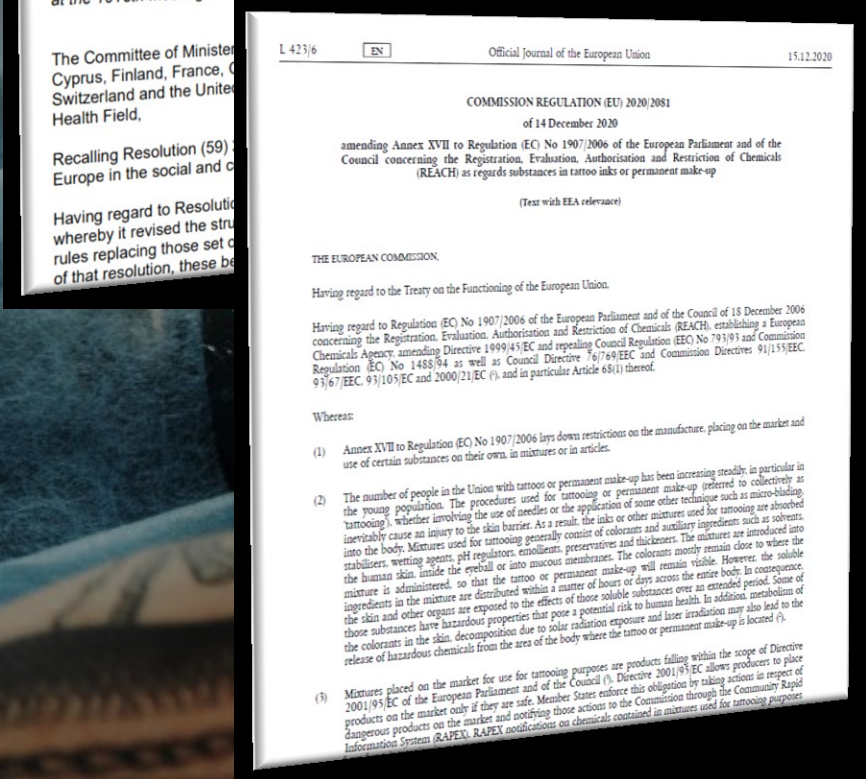 at the
The Committee of Minister
Cyprus, Finland, France,
Switzerland and the Unite
Health Field,
Recalling Resolution (59)
Europe in the social and c
Having regard to Resolutio
whereby it revised the stru
rules replacing those set o
of that resolution, these be
L 423/6 EN Official Journal of the European Union 15.12.2020
COMMISSION REGULATION (EU) 2020/2081
of 14 December 2020
amending Annex XVII to Regulation (EC) No 1907/2006 of the European Parliament and of the
Council concerning the Registration, Evaluation, Authorisation and Restriction of Chemicals
(REACH) as regards substances in tattoo inks or permanent make-up
(Text with EEA relevance)
THE EUROPEAN COMMISSION,
Having regard to the Treaty on the Functioning of the European Union,
Having regard to Regulation (EC) No 1907/2006 of the European Parliament and of the Council of 18 December 2006
concerning the Registration, Evaluation, Authorisation and Restriction of Chemicals (REACH), establishing a European
Chemicals Agency, amending Directive 1999/45/EC and repealing Council Regulation (EEC) No 793/93 and Commission
Regulation (EC) No 1488/94 as well as Council Directive 76/769/EEC and Commission Directives 91/155/EEC,
93/67/EEC, 93/105/EC and 2000/21/EC (¹), and in particular Article 68(1) thereof,
Whereas:
(1) Annex XVII to Regulation (EC) No 1907/2006 lays down restrictions on the manufacture, placing on the market and
use of certain substances on their own, in mixtures or in articles.
(2) The number of people in the Union with tattoos or permanent make-up has been increasing steadily, in particular in
the young population. The procedures used for tattooing or permanent make-up (referred to collectively as
'tattooing'), whether involving the use of needles or the application of some other technique such as micro-blading,
inevitably cause an injury to the skin barrier. As a result, the inks or other mixtures used for tattooing are absorbed
into the body. Mixtures used for tattooing generally consist of colorants and auxiliary ingredients such as solvents,
stabilisers, wetting agents, pH regulators, emollients, preservatives and thickeners. The mixtures are introduced into
the human skin, inside the eyeball or into mucous membranes. The colorants mostly remain close to where the
mixture is administered, so that the tattoo or permanent make-up will remain visible. However, the soluble
ingredients in the mixture are distributed within a matter of hours or days across the entire body. In consequence,
the skin and other organs are exposed to the effects of those soluble substances over an extended period. Some of
those substances have hazardous properties that pose a potential risk to human health. In addition, metabolism of
the colorants in the skin, decomposition due to solar radiation exposure and laser irradiation may also lead to the
release of hazardous chemicals from the area of the body where the tattoo or permanent make-up is located (²).
(3) Mixtures placed on the market for use for tattooing purposes are products falling within the scope of Directive
2001/95/EC of the European Parliament and of the Council (³). Directive 2001/95/EC allows producers to place
products on the market only if they are safe. Member States enforce this obligation by taking actions in respect of
dangerous products on the market and notifying those actions to the Commission through the Community Rapid
Information System (RAPEX). RAPEX notifications on chemicals contained in mixtures used for tattooing purposes